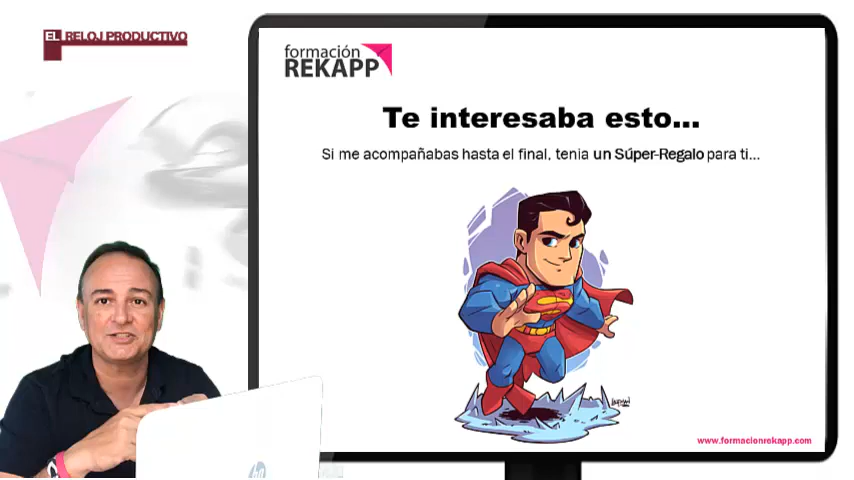 EL RELOJ PRODUCTIVO
formación
REKAPP
Te interesaba esto...
Si me acompañabas hasta el final, tenia un Súper-Regalo para ti...
www.formacionrekapp.com
hp